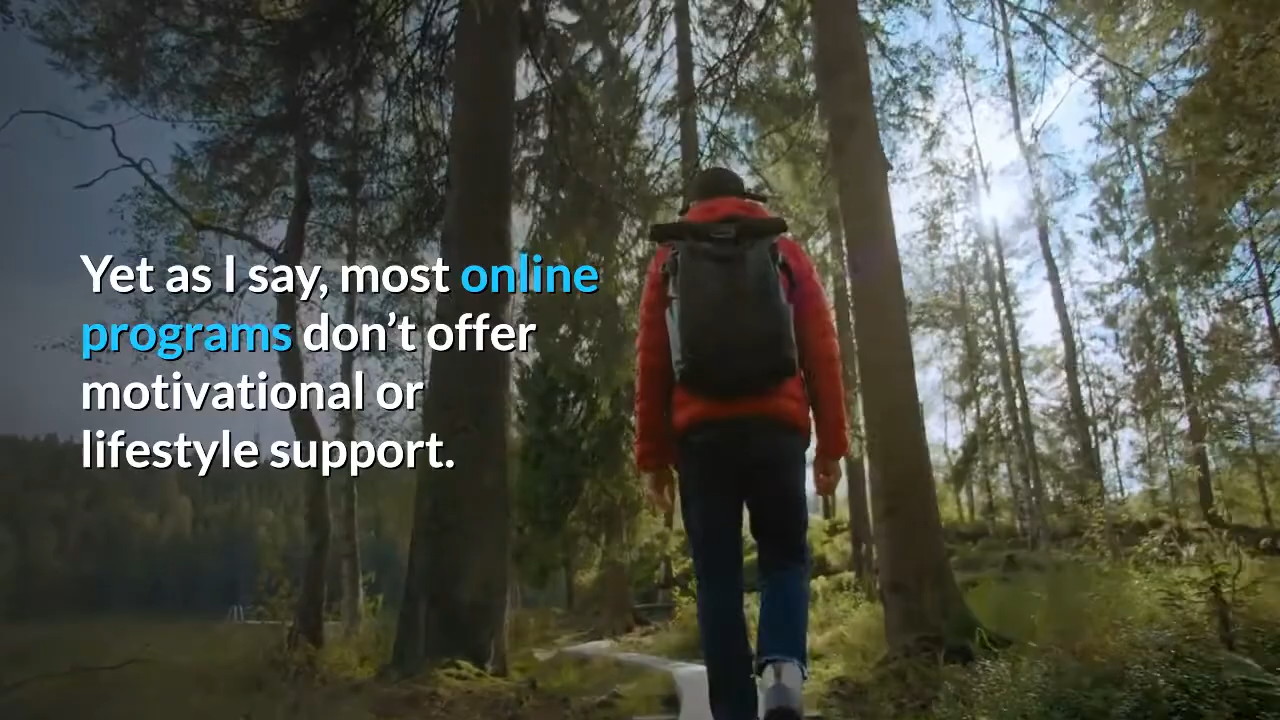 Yet as I say, most online
programs don’t offer
motivational or
lifestyle support.